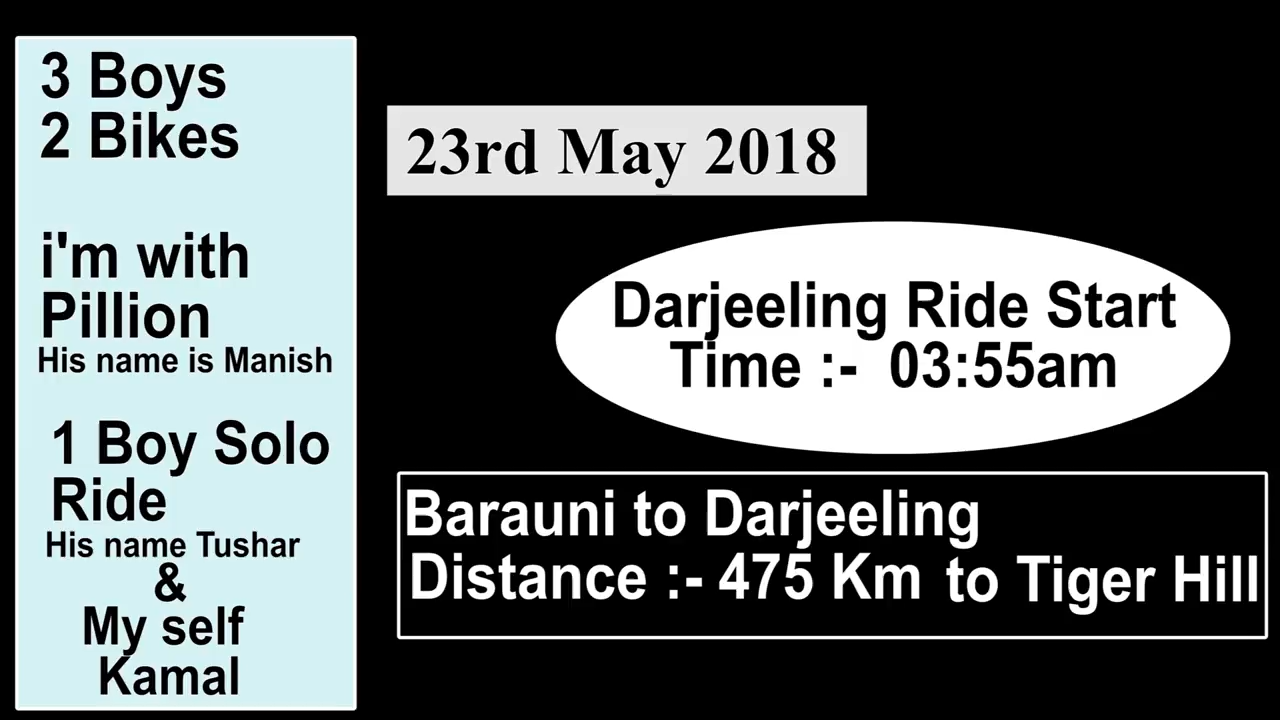 3 Boys
2 Bikes
i'm with
Pillion
His name is Manish
1 Boy Solo
Ride
His name Tushar
&
My self
Kamal
23rd May 2018
Darjeeling Ride Start
Time :- 03:55am
Barauni to Darjeeling
Distance :- 475 Km to Tiger Hill